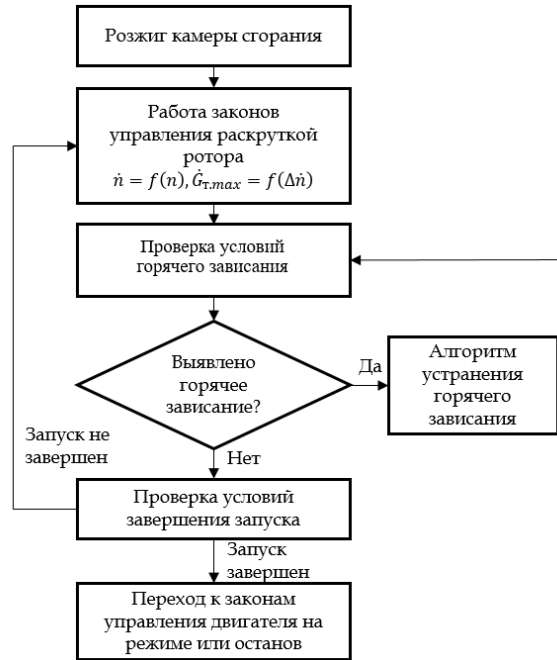 Розжиг камеры сгорания
Работа законов
управления раскруткой
ротора
ṅ = f(n), Ġт.max = f(Δṅ)
Проверка условий
горячего зависания
Выявлено
горячее
зависание?
Да
Алгоритм
устранения
горячего
зависания
Запуск не
завершен
Нет
Проверка условий
завершения запуска
Запуск
завершен
Переход к законам
управления двигателя на
режиме или останов